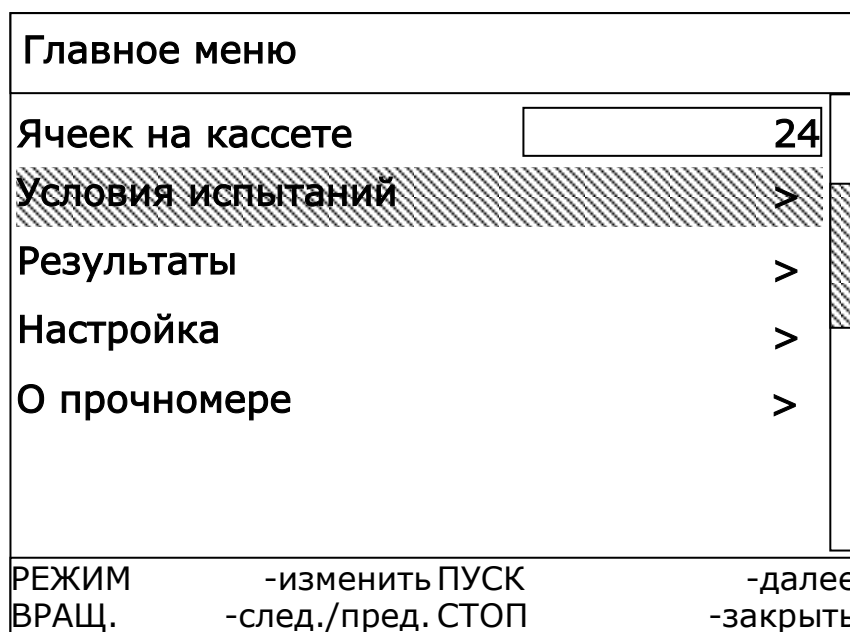 Главное меню
Ячеек на кассете 24
Условия испытаний >
Результаты >
Настройка >
О прочномере >
РЕЖИМ -изменить ПУСК -далее
ВРАЩ. -след./пред. СТОП -закрыть